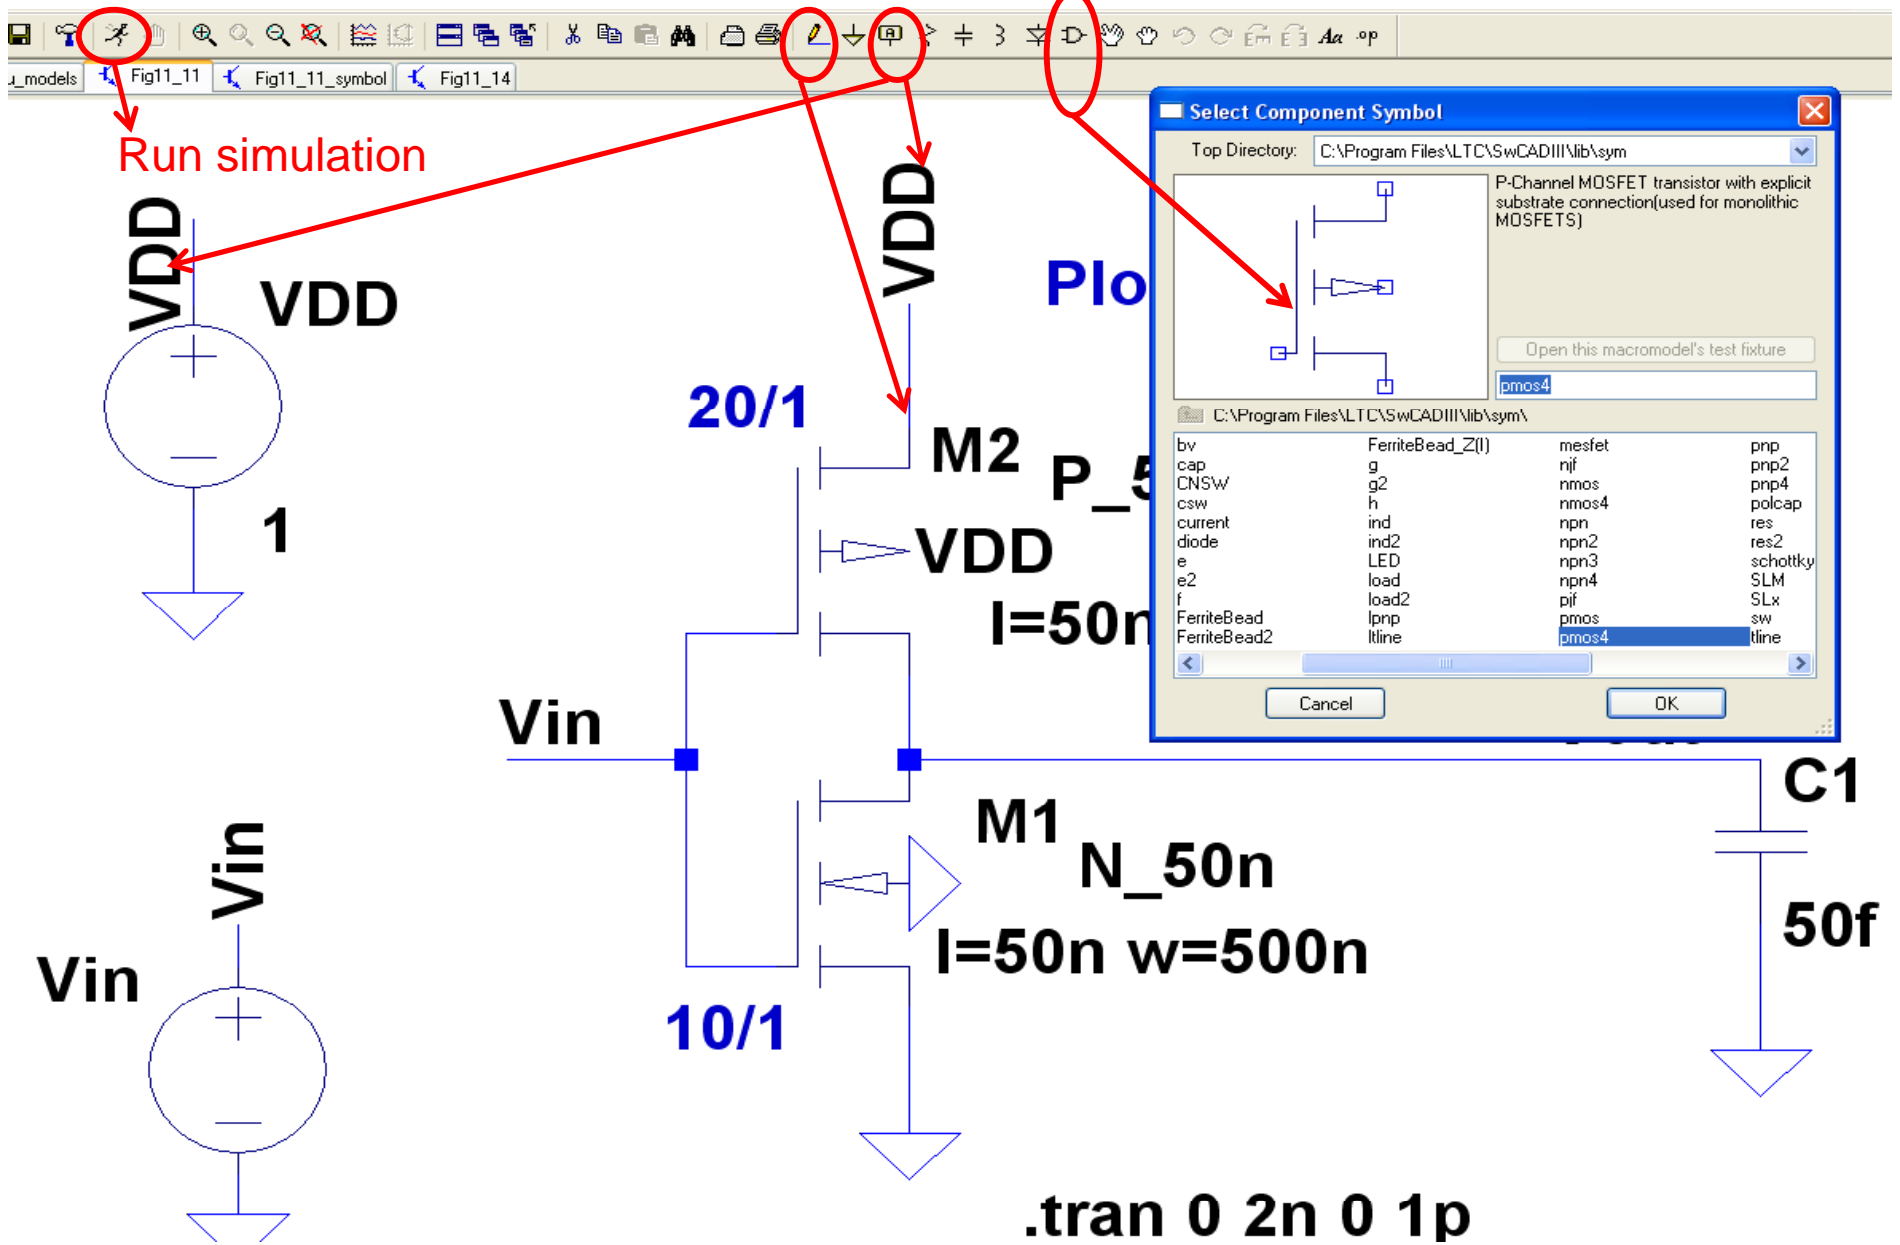 Aa .op
u_models Fig11_11 Fig11_11_symbol Fig11_14
Run simulation
VDD
VDD
1
VDD
20/1
M2
P_5
VDD
l=50n
Plo
Select Component Symbol
Top Directory: C:\Program Files\LTC\SwCADIII\lib\sym
P-Channel MOSFET transistor with explicit
substrate connection(used for monolithic
MOSFETS)
Open this macromodel's test fixture
pmos4
C:\Program Files\LTC\SwCADIII\lib\sym\
bv FerriteBead_Z(I) mesfet pnp
cap g njf pnp2
CNSW g2 nmos pnp4
csw h nmos4 polcap
current ind npn res
diode ind2 npn2 res2
e LED npn3 schottky
e2 load npn4 SLM
f load2 pjf SLx
FerriteBead lpnp pmos sw
FerriteBead2 ltline pmos4 tline
Cancel OK
Vin
C1
50f
M1
N_50n
l=50n w=500n
10/1
Vin
Vin
.tran 0 2n 0 1p